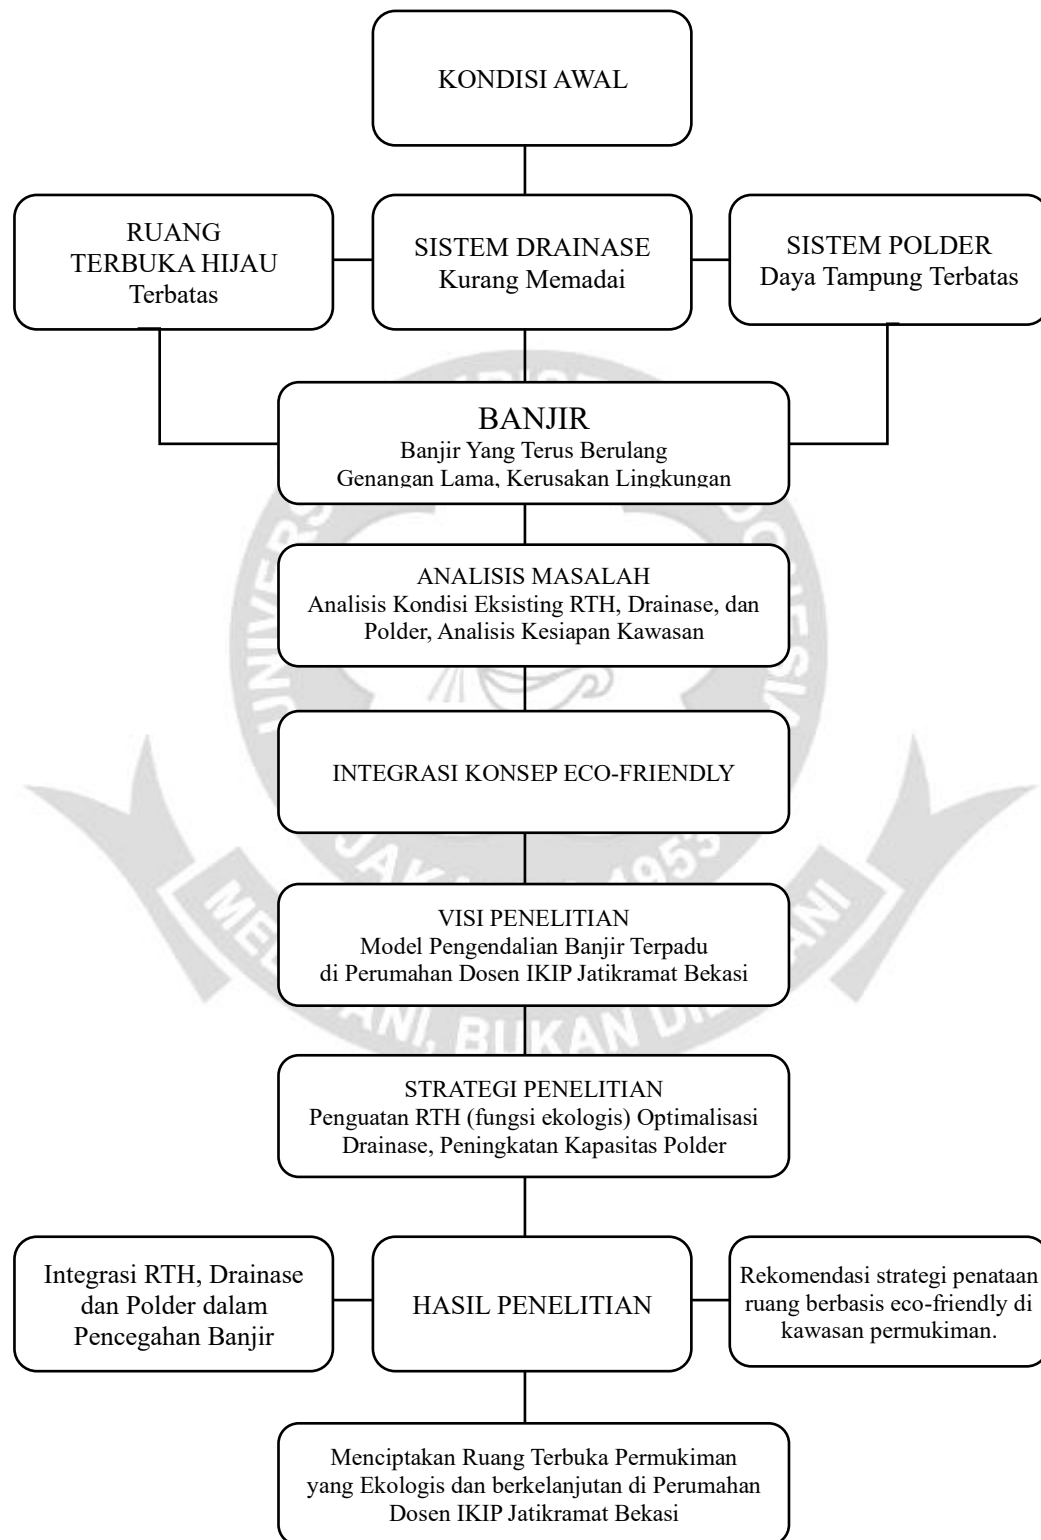 KONDISI AWAL
RUANG
TERBUKA HIJAU
Terbatas
SISTEM DRAINASE
Kurang Memadai
SISTEM POLDER
Daya Tampung Terbatas
BANJIR
Banjir Yang Terus Berulang
Genangan Lama, Kerusakan Lingkungan
ANALISIS MASALAH
Analisis Kondisi Eksisting RTH, Drainase, dan
Polder, Analisis Kesiapan Kawasan
INTEGRASI KONSEP ECO-FRIENDLY
VISI PENELITIAN
Model Pengendalian Banjir Terpadu
di Perumahan Dosen IKIP Jatikramat Bekasi
STRATEGI PENELITIAN
Penguatan RTH (fungsi ekologis) Optimalisasi
Drainase, Peningkatan Kapasitas Polder
Integrasi RTH, Drainase
dan Polder dalam
Pencegahan Banjir
HASIL PENELITIAN
Rekomendasi strategi penataan
ruang berbasis eco-friendly di
kawasan permukiman.
Menciptakan Ruang Terbuka Permukiman
yang Ekologis dan berkelanjutan di Perumahan
Dosen IKIP Jatikramat Bekasi
1953
BUKAN